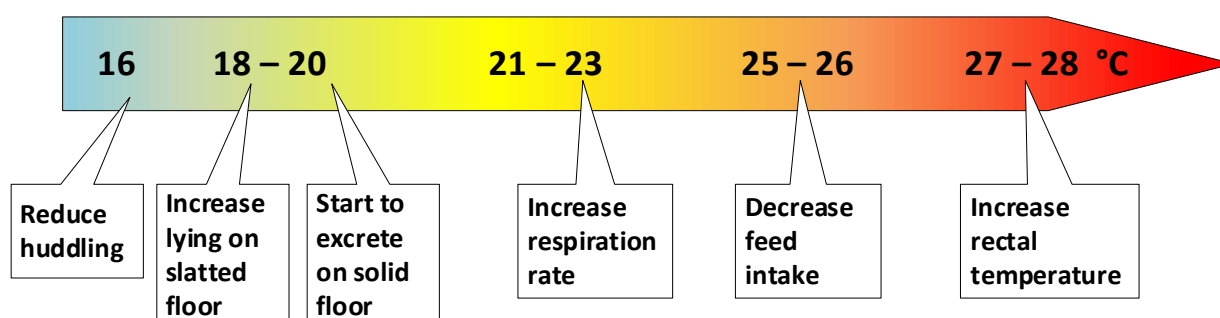 16 18 – 20 21 – 23 25 – 26 27 – 28 °C
Reduce
huddling
Increase
lying on
slatted
floor
Start to
excrete
on solid
floor
Increase
respiration
rate
Decrease
feed
intake
Increase
rectal
temperature